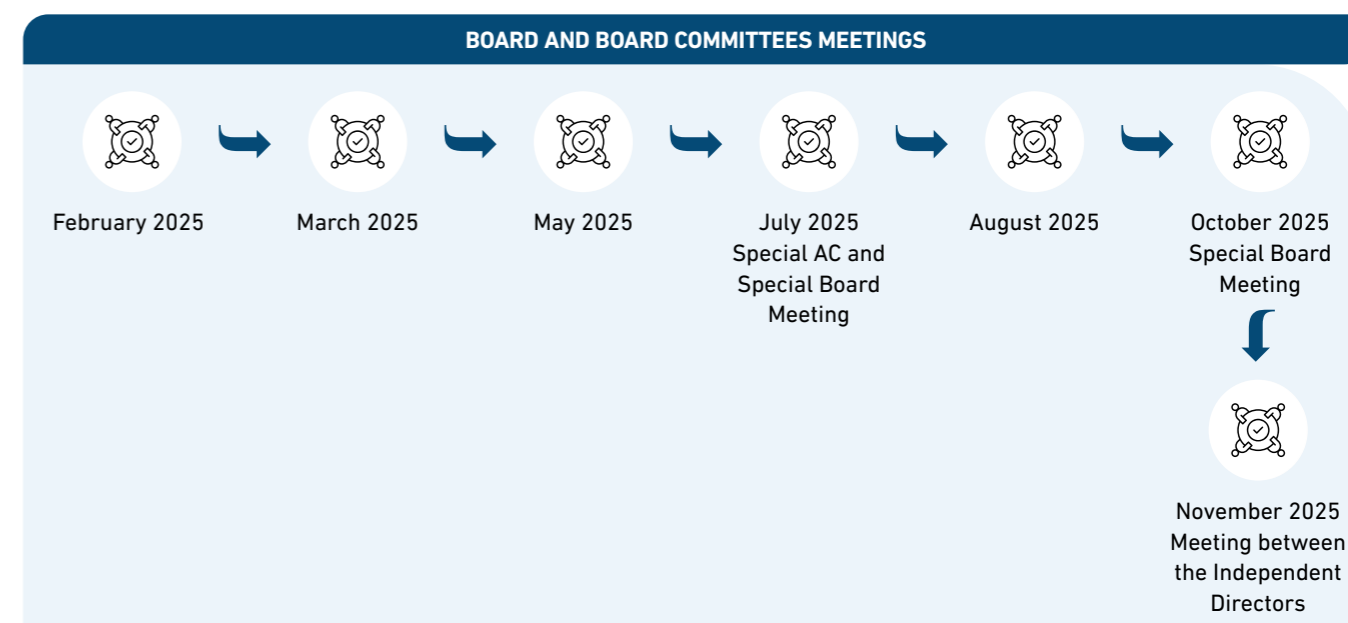 BOARD AND BOARD COMMITTEES MEETINGS
February 2025
March 2025
May 2025
July 2025
Special AC and
Special Board
Meeting
August 2025
October 2025
Special Board
Meeting
November 2025
Meeting between
the Independent
Directors